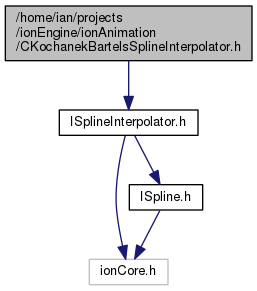 /home/ian/projects
/ionEngine/ionAnimation
/CKochanekBartelsSplineInterpolator.h
ISplineInterpolator.h
ISpline.h
ionCore.h